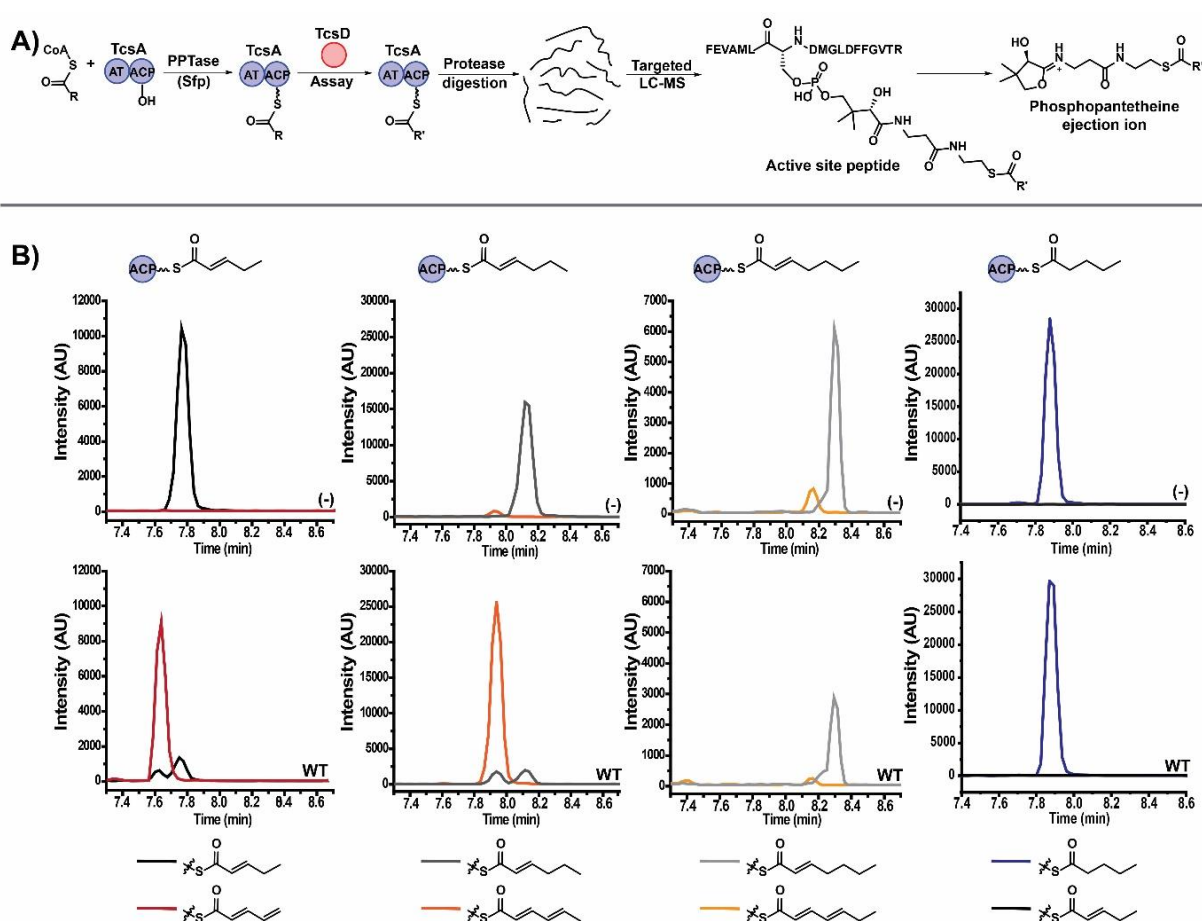 A)
CoA
S
O
R
+
TcsA
AT ACP
OH
PPTase
(Sfp)
TcsA
AT ACP
S
O
R
TcsD
Assay
TcsA
AT ACP
S
O
R'
Protease
digestion
Targeted
LC-MS
FEVAML
O
N
H
DMGLDFFGVTR
O
P
O
HO
O
OH
O
NH
O
NH
S
O
R'
Active site peptide
HO
O
N
+
O
H
N
S
O
R'
Phosphopantetheine
ejection ion
B)
ACP S O
ACP S O
ACP S O
ACP S O
Intensity (AU)
12000
10000
8000
6000
4000
2000
0
(-)
7.4 7.6 7.8 8.0 8.2 8.4 8.6
Time (min)
Intensity (AU)
30000
25000
20000
15000
10000
5000
0
(-)
7.4 7.6 7.8 8.0 8.2 8.4 8.6
Time (min)
Intensity (AU)
7000
6000
5000
4000
3000
2000
1000
0
(-)
7.4 7.6 7.8 8.0 8.2 8.4 8.6
Time (min)
Intensity (AU)
30000
25000
20000
15000
10000
5000
0
(-)
7.4 7.6 7.8 8.0 8.2 8.4 8.6
Time (min)
Intensity (AU)
12000
10000
8000
6000
4000
2000
0
WT
7.4 7.6 7.8 8.0 8.2 8.4 8.6
Time (min)
Intensity (AU)
30000
25000
20000
15000
10000
5000
0
WT
7.4 7.6 7.8 8.0 8.2 8.4 8.6
Time (min)
Intensity (AU)
7000
6000
5000
4000
3000
2000
1000
0
WT
7.4 7.6 7.8 8.0 8.2 8.4 8.6
Time (min)
Intensity (AU)
30000
25000
20000
15000
10000
5000
0
WT
7.4 7.6 7.8 8.0 8.2 8.4 8.6
Time (min)
S O
S O
S O
S O
S O
S O
S O
S O